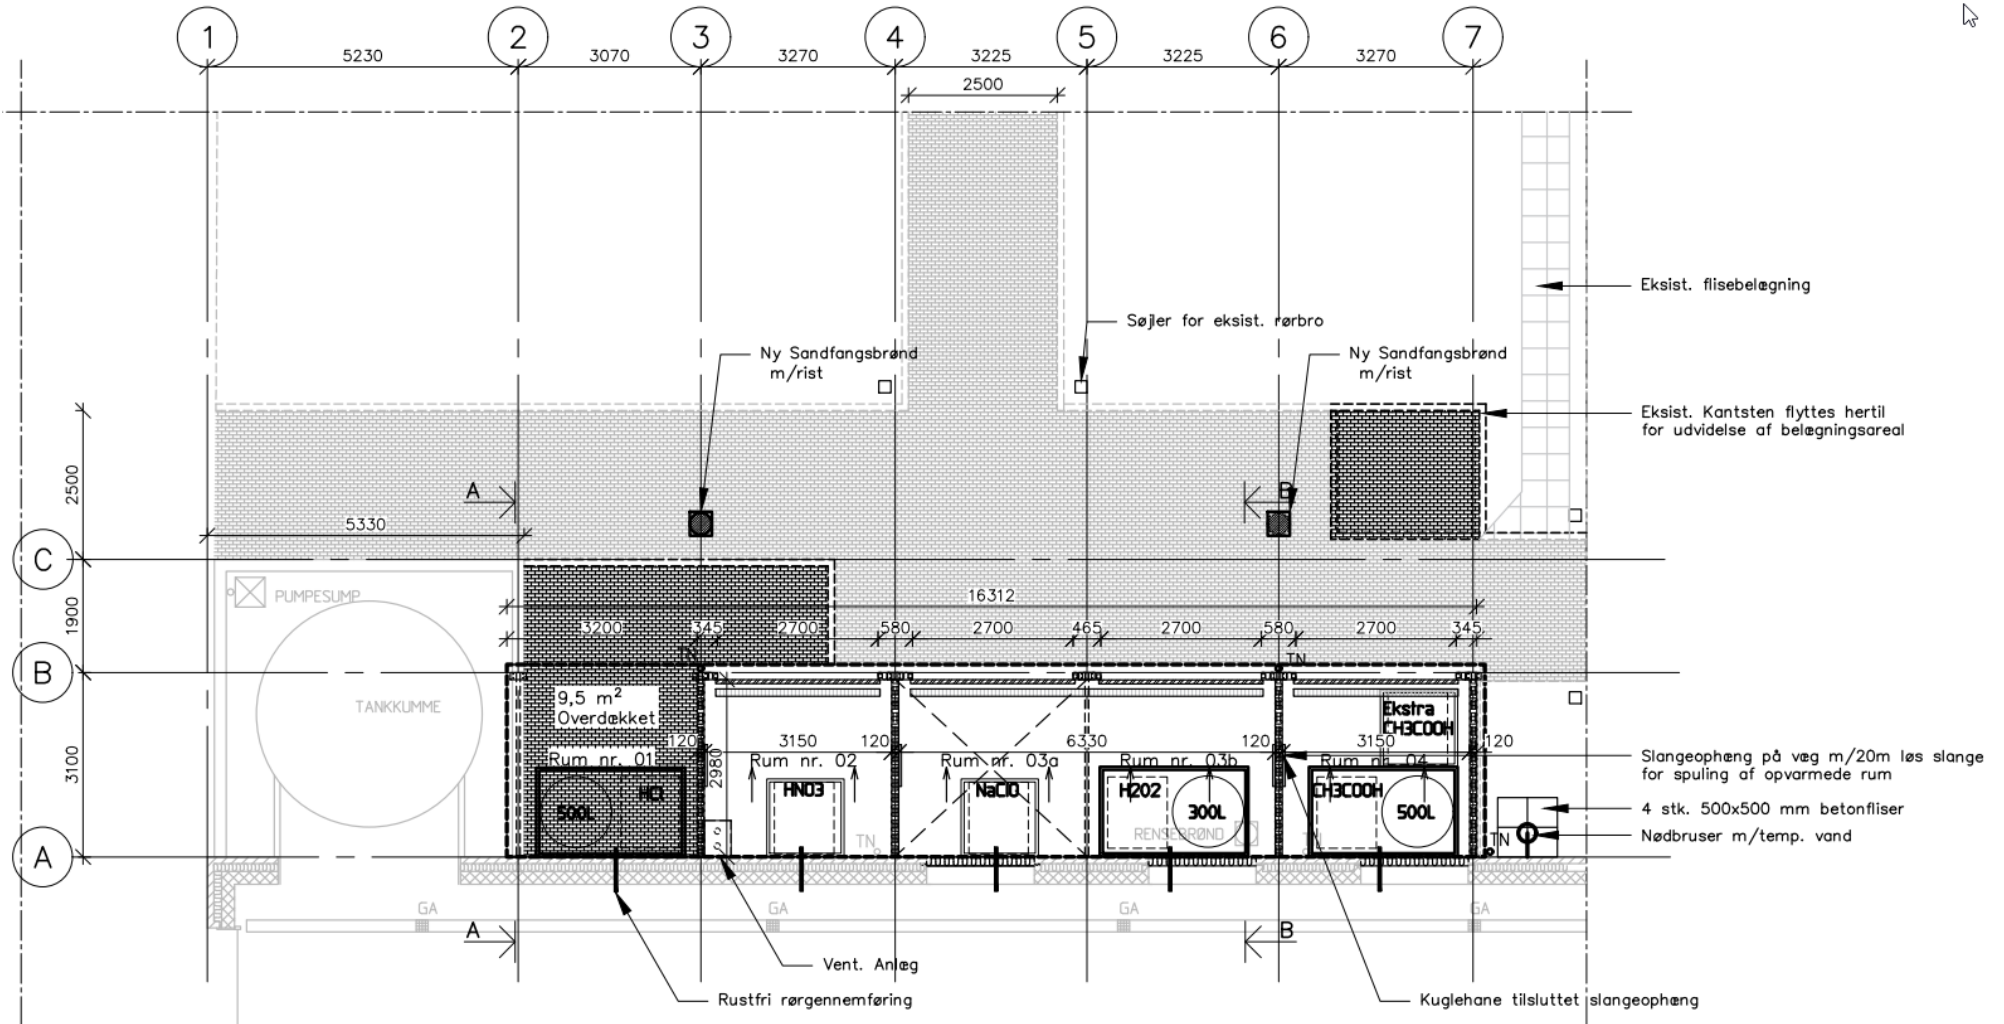 1
2
3
4
5
6
7
5230
3070
3270
3225
3225
3270
2500
Eksist. flisebelægning
Søjler for eksist. rørbro
Ny Sandfangsbrønd
m/rist
Ny Sandfangsbrønd
m/rist
Eksist. Kantsten flyttes hertil
for udvidelse af belægningsareal
2500
A
B
5330
C
PUMPESUMP
16312
1900
3200
345
2700
580
2700
465
2700
580
2700
345
TN
TN
B
9,5 m²
Overdækket
TANKKUMME
Ekstra
CH3COOH
120
3150
120
6330
120
3150
120
Rum nr. 01
Rum nr. 02
Rum nr. 03a
Rum nr. 03b
Rum nr. 04
Slangeophæng på væg m/20m løs slange
for spuling af opvarmede rum
3100
2980
HCl
HNO3
NaClO
H2O2
CH3COOH
500L
300L
500L
4 stk. 500x500 mm betonfliser
RENSEBRØND
TN
TN
TN
Nødbruser m/temp. vand
A
GA
GA
GA
GA
A
B
Vent. Anlæg
Rustfri rørgennemføring
Kuglehane tilsluttet slangeophæng